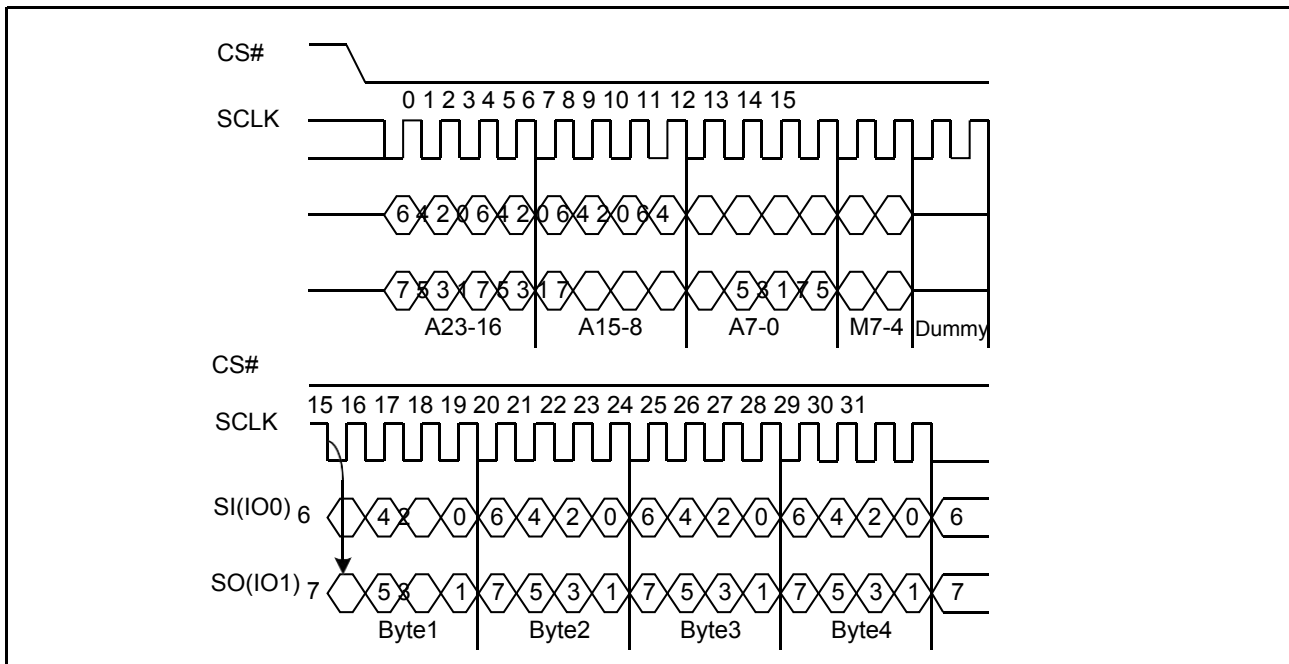 CS#
0 1 2 3 4 5 6 7 8 9 10 11 12 13 14 15
SCLK
6 4 2 0 6 4 2 0 6 4 2 0 6 4
7 5 3 1 7 5 3 1 7 5 3 1 7 5
A23-16 A15-8 A7-0 M7-4 Dummy
CS#
15 16 17 18 19 20 21 22 23 24 25 26 27 28 29 30 31
SCLK
SI(IO0) 6 4 2 0 6 4 2 0 6 4 2 0 6 4 2 0 6
SO(IO1) 7 5 3 1 7 5 3 1 7 5 3 1 7 5 3 1 7
Byte1 Byte2 Byte3 Byte4